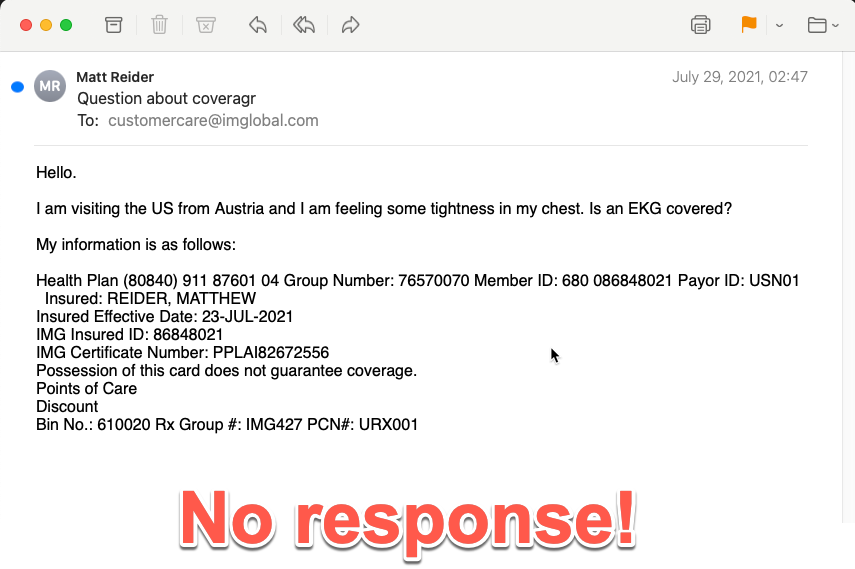 MR
Matt Reider
July 29, 2021, 02:47
Question about coveragr
To: customercare@imglobal.com
Hello.
I am visiting the US from Austria and I am feeling some tightness in my chest. Is an EKG covered?
My information is as follows:
Health Plan (80840) 911 87601 04 Group Number: 76570070 Member ID: 680 086848021 Payor ID: USN01
Insured: REIDER, MATTHEW
Insured Effective Date: 23-JUL-2021
IMG Insured ID: 86848021
IMG Certificate Number: PPLAI82672556
Possession of this card does not guarantee coverage.
Points of Care
Discount
Bin No.: 610020 Rx Group #: IMG427 PCN#: URX001
No response!